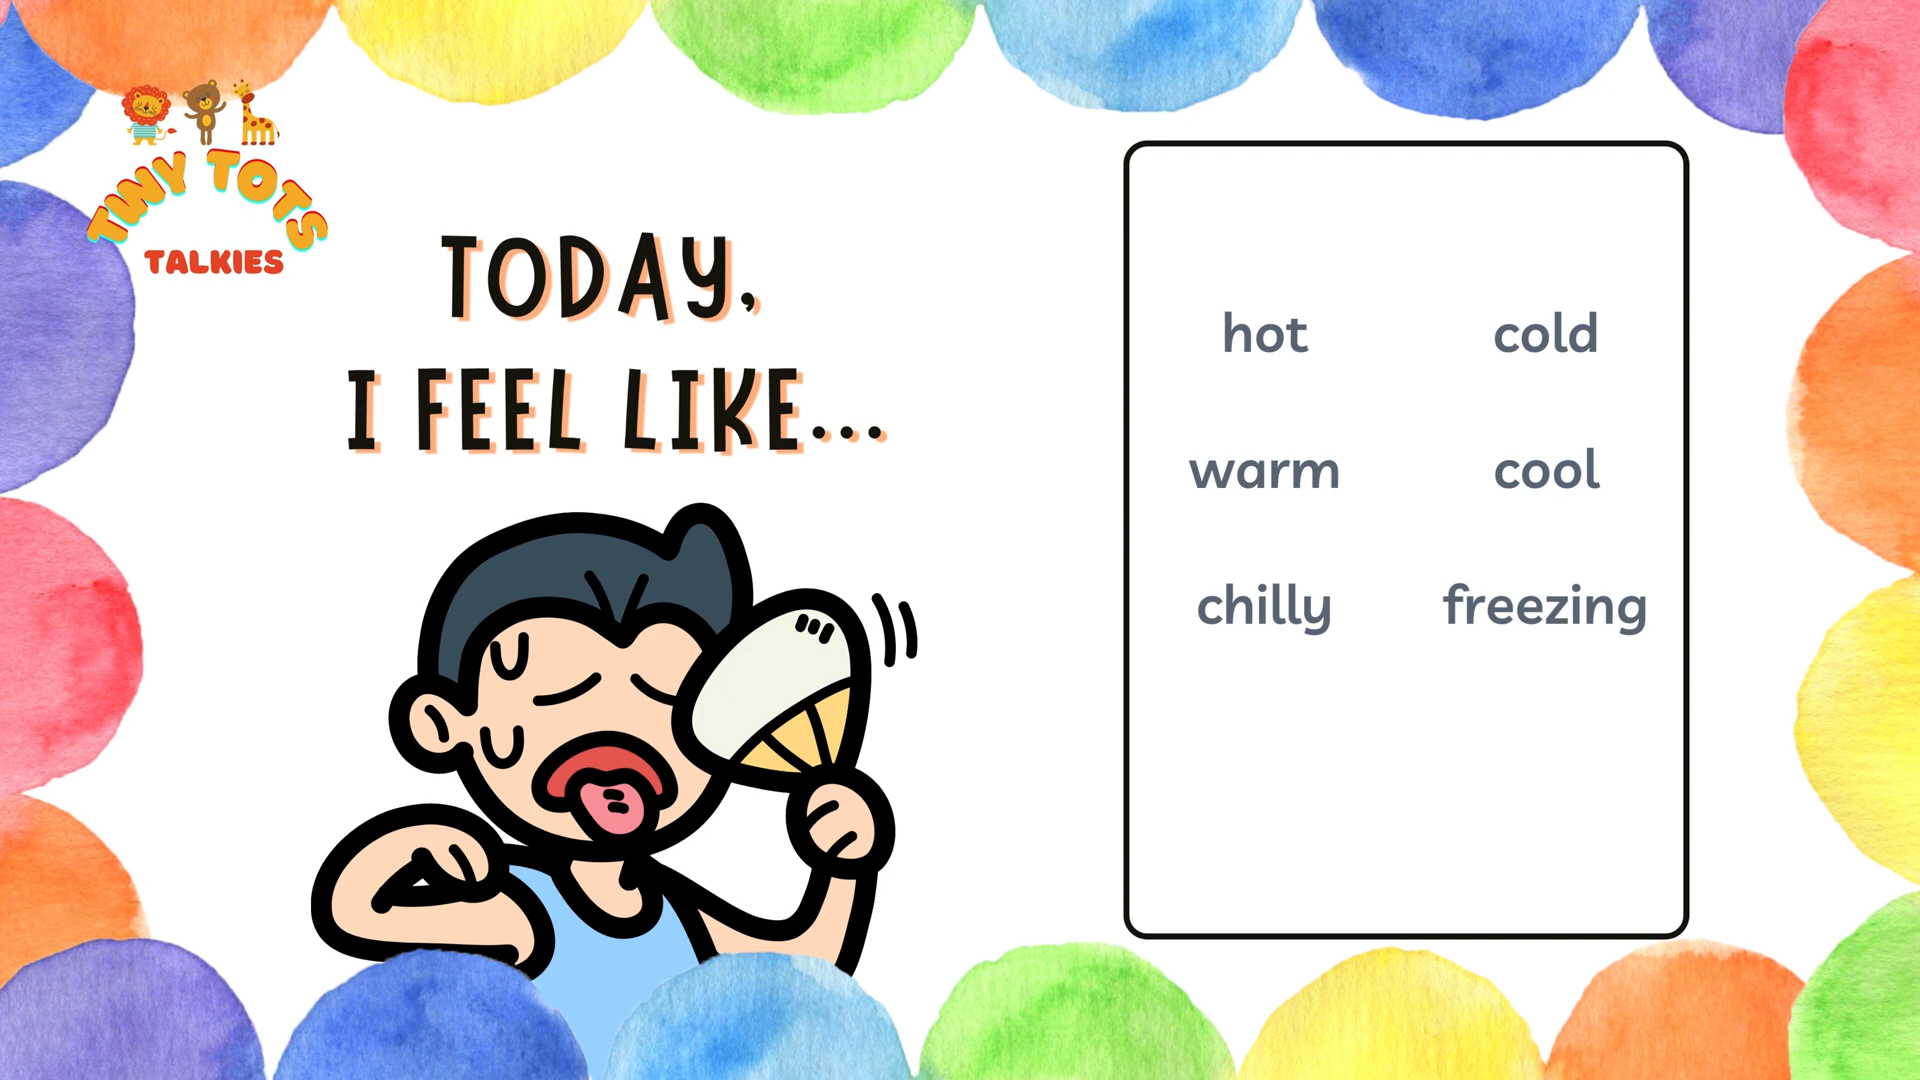 TINY TOTS
TALKIES
TODAY,
I FEEL LIKE...
hot cold
warm cool
chilly freezing